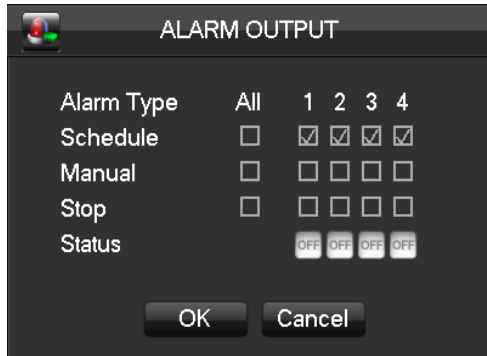 ALARM OUTPUT
Alarm Type All 1 2 3 4
Schedule
Manual
Stop
Status OFF OFF OFF OFF
OK Cancel